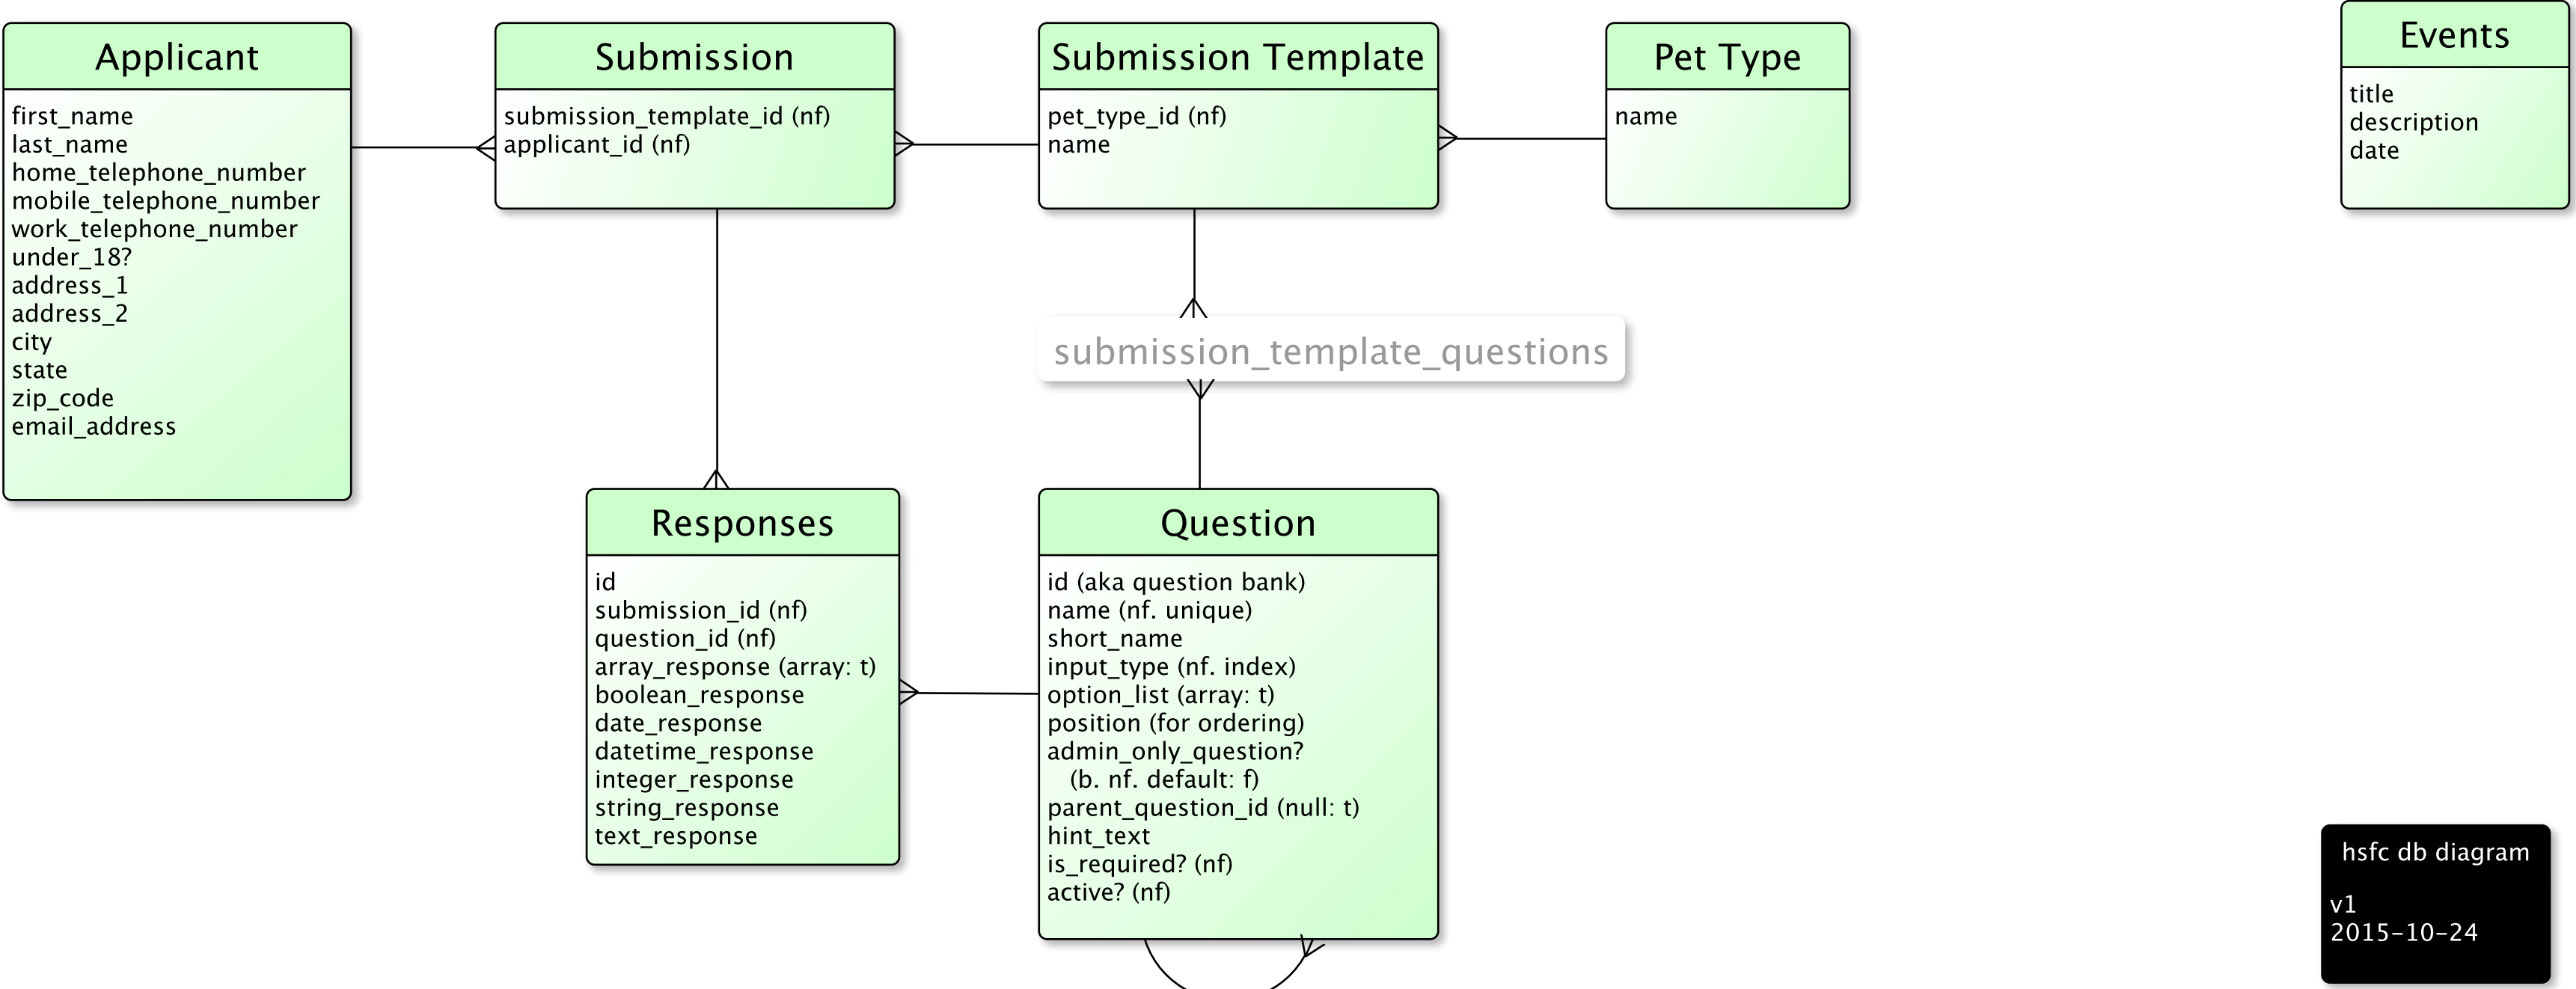 Applicant
first_name
last_name
home_telephone_number
mobile_telephone_number
work_telephone_number
under_18?
address_1
address_2
city
state
zip_code
email_address
Submission
submission_template_id (nf)
applicant_id (nf)
Submission Template
pet_type_id (nf)
name
Pet Type
name
Events
title
description
date
submission_template_questions
Responses
id
submission_id (nf)
question_id (nf)
array_response (array: t)
boolean_response
date_response
datetime_response
integer_response
string_response
text_response
Question
id (aka question bank)
name (nf. unique)
short_name
input_type (nf. index)
option_list (array: t)
position (for ordering)
admin_only_question?
(b. nf. default: f)
parent_question_id (null: t)
hint_text
is_required? (nf)
active? (nf)
hsfc db diagram
v1
2015-10-24